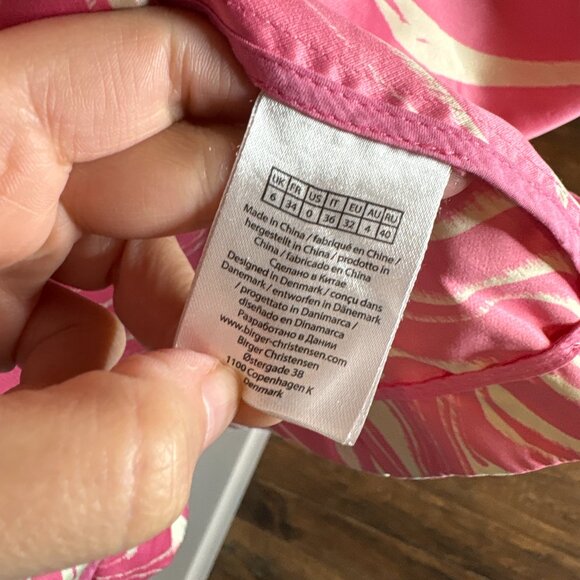 UK FR US IT EU AU RU
6 34 0 36 32 4 40
Made in China / fabriqué en Chine /
hergestellt in China / prodotto in
China / fabricado en China
Сделано в Китае
Designed in Denmark / conçu dans
Danemark / entworfen in Dänemark
/ progettato in Danimarca /
diseñado en Dinamarca
Разработано в Дании
www.birger-christensen.com
Birger Christensen
Østergade 38
1100 Copenhagen K
Denmark